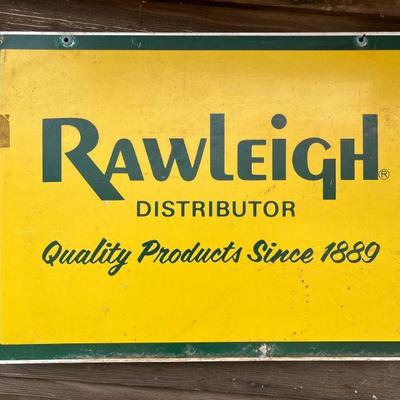 RAWLEIGH®
DISTRIBUTOR
Quality Products Since 1889